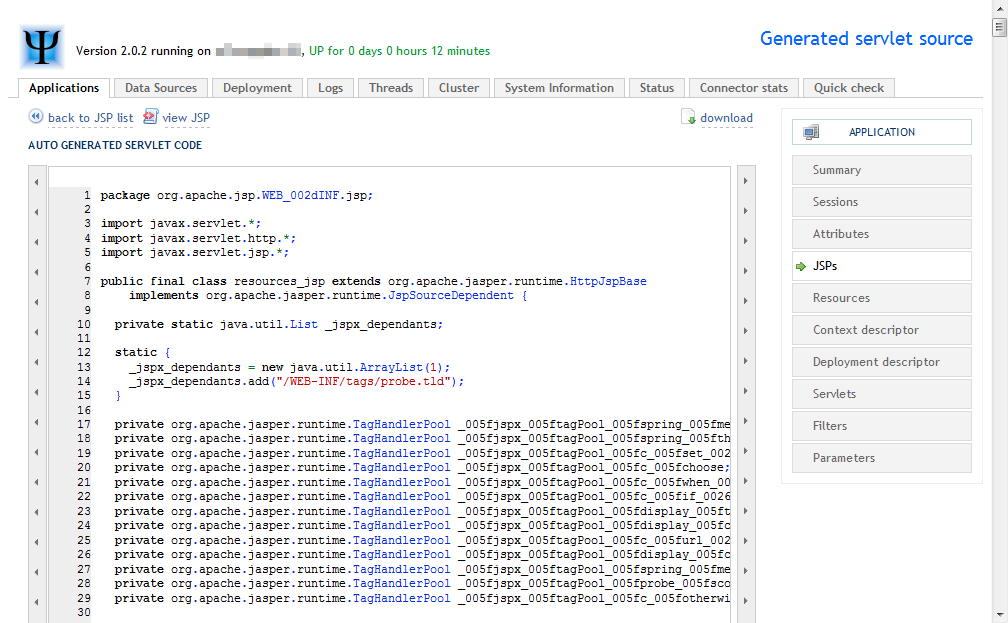 Generated servlet source
Version 2.0.2 running on , UP for 0 days 0 hours 12 minutes
Applications Data Sources Deployment Logs Threads Cluster System Information Status Connector stats Quick check
back to JSP list view JSP download
AUTO GENERATED SERVLET CODE
1 package org.apache.jsp.WEB_002dINF.jsp;
2
3 import javax.servlet.*;
4 import javax.servlet.http.*;
5 import javax.servlet.jsp.*;
6
7 public final class resources_jsp extends org.apache.jasper.runtime.HttpJspBase
8 implements org.apache.jasper.runtime.JspSourceDependent {
9
10 private static java.util.List _jspx_dependants;
11
12 static {
13 _jspx_dependants = new java.util.ArrayList(1);
14 _jspx_dependants.add("/WEB-INF/tags/probe.tld");
15 }
16
17 private org.apache.jasper.runtime.TagHandlerPool _005fjspx_005ftagPool_005fspring_005fme
18 private org.apache.jasper.runtime.TagHandlerPool _005fjspx_005ftagPool_005fspring_005fth
19 private org.apache.jasper.runtime.TagHandlerPool _005fjspx_005ftagPool_005fc_005fset_002
20 private org.apache.jasper.runtime.TagHandlerPool _005fjspx_005ftagPool_005fc_005fchoose;
21 private org.apache.jasper.runtime.TagHandlerPool _005fjspx_005ftagPool_005fc_005fwhen_00
22 private org.apache.jasper.runtime.TagHandlerPool _005fjspx_005ftagPool_005fc_005fif_0026
23 private org.apache.jasper.runtime.TagHandlerPool _005fjspx_005ftagPool_005fdisplay_005ft
24 private org.apache.jasper.runtime.TagHandlerPool _005fjspx_005ftagPool_005fdisplay_005fc
25 private org.apache.jasper.runtime.TagHandlerPool _005fjspx_005ftagPool_005fc_005furl_002
26 private org.apache.jasper.runtime.TagHandlerPool _005fjspx_005ftagPool_005fdisplay_005fc
27 private org.apache.jasper.runtime.TagHandlerPool _005fjspx_005ftagPool_005fspring_005fme
28 private org.apache.jasper.runtime.TagHandlerPool _005fjspx_005ftagPool_005fprobe_005fsco
29 private org.apache.jasper.runtime.TagHandlerPool _005fjspx_005ftagPool_005fc_005fotherwi
30
APPLICATION
Summary
Sessions
Attributes
JSPs
Resources
Context descriptor
Deployment descriptor
Servlets
Filters
Parameters